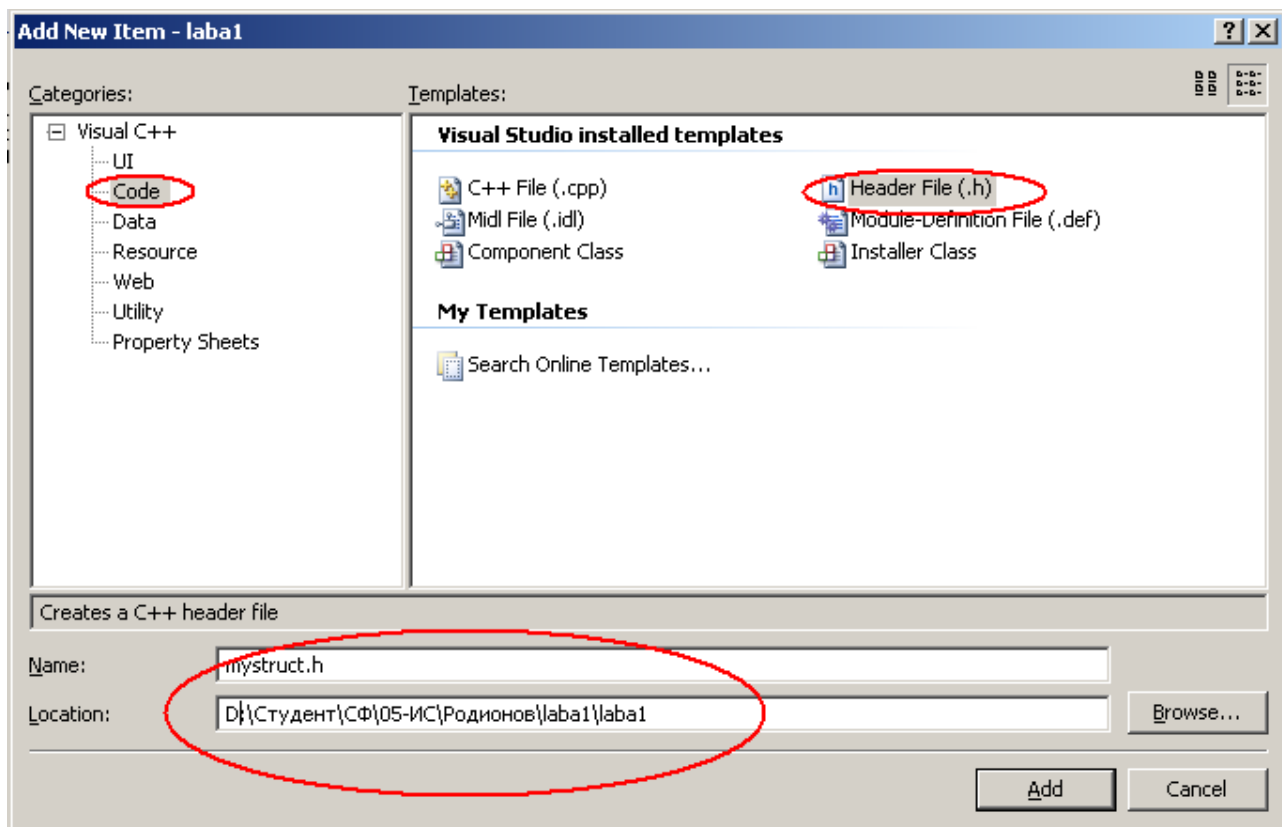 Add New Item - laba1
Categories:
Templates:
Visual C++
UI
Code
Data
Resource
Web
Utility
Property Sheets
Visual Studio installed templates
C++ File (.cpp)
Header File (.h)
Midl File (.idl)
Module-Definition File (.def)
Component Class
Installer Class
My Templates
Search Online Templates...
Creates a C++ header file
Name:
mystruct.h
Location:
D:\Студент\СФ\05-ИС\Родионов\laba1\laba1
Browse...
Add
Cancel